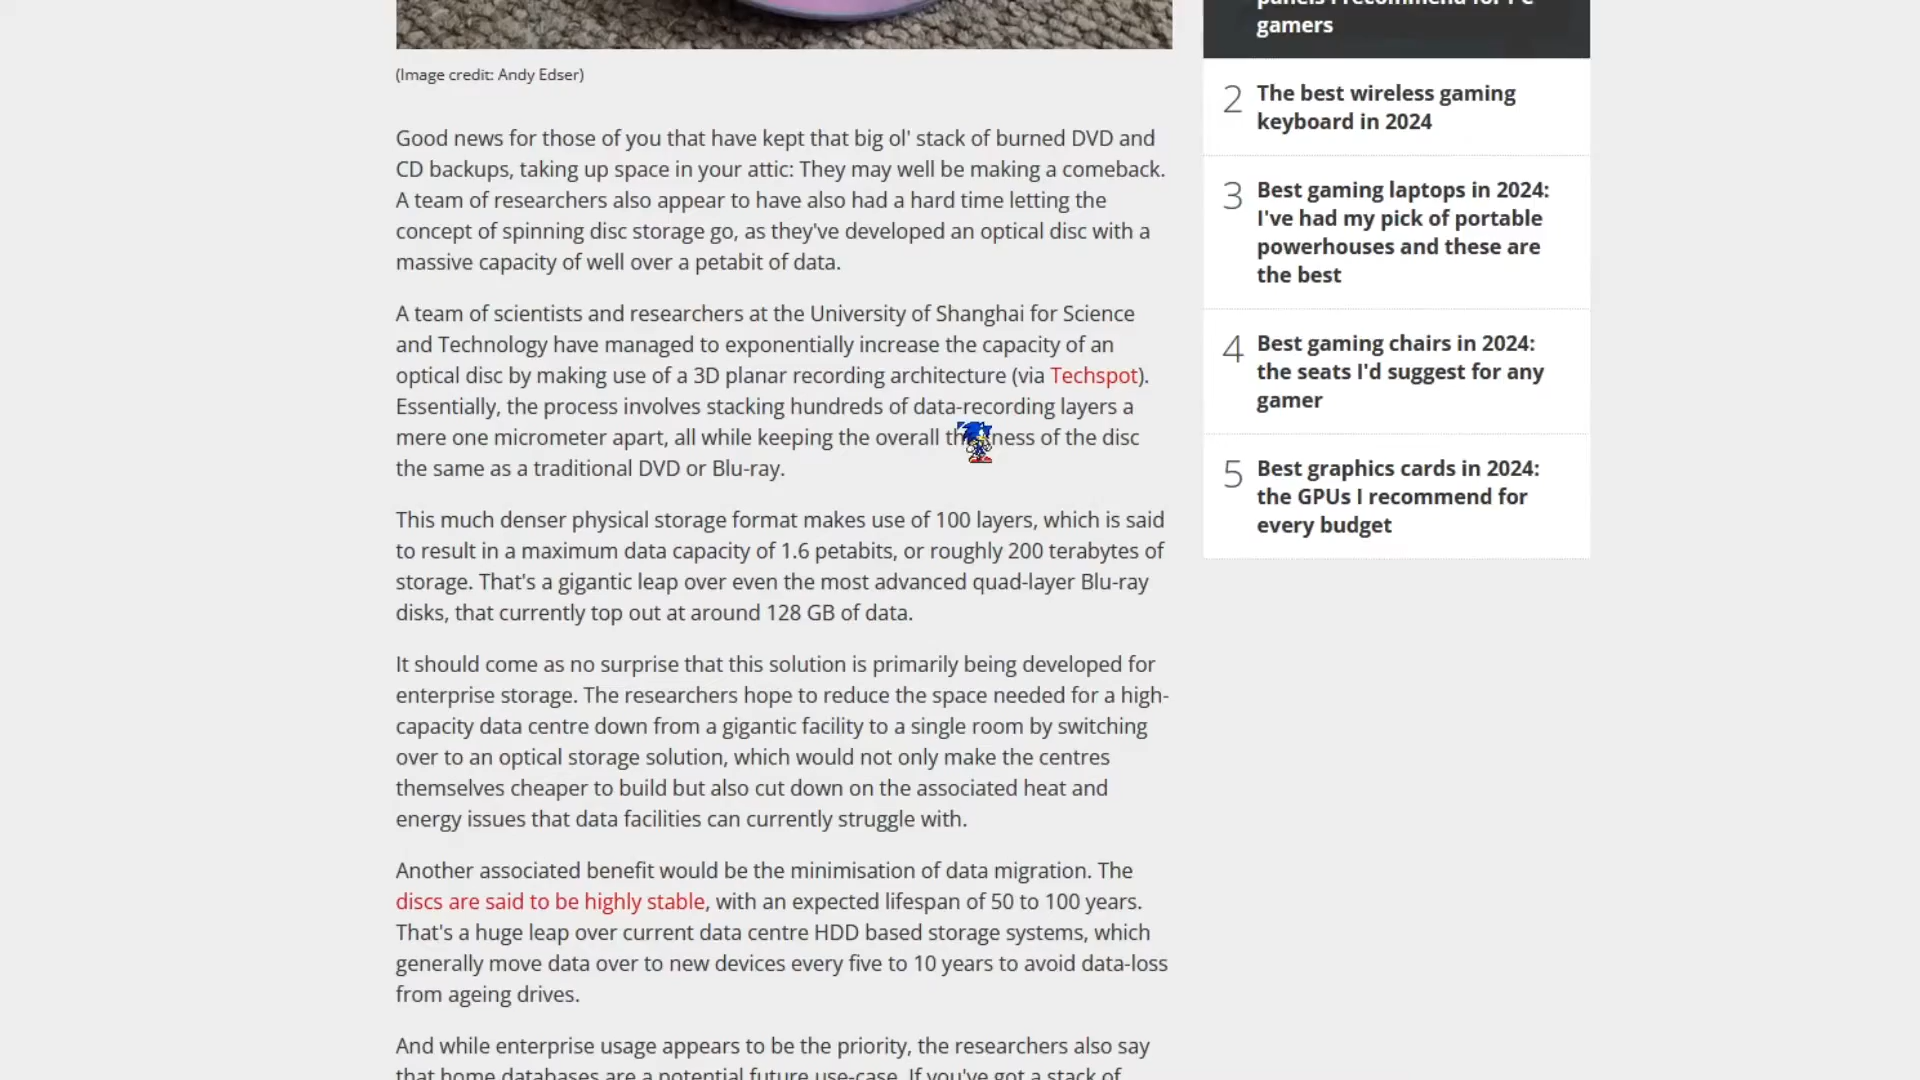 panels I recommend for PC
gamers
(Image credit: Andy Edser)
Good news for those of you that have kept that big ol' stack of burned DVD and
CD backups, taking up space in your attic: They may well be making a comeback.
A team of researchers also appear to have also had a hard time letting the
concept of spinning disc storage go, as they've developed an optical disc with a
massive capacity of well over a petabit of data.
A team of scientists and researchers at the University of Shanghai for Science
and Technology have managed to exponentially increase the capacity of an
optical disc by making use of a 3D planar recording architecture (via Techspot).
Essentially, the process involves stacking hundreds of data-recording layers a
mere one micrometer apart, all while keeping the overall of the disc
the same as a traditional DVD or Blu-ray.
This much denser physical storage format makes use of 100 layers, which is said
to result in a maximum data capacity of 1.6 petabits, or roughly 200 terabytes of
storage. That's a gigantic leap over even the most advanced quad-layer Blu-ray
disks, that currently top out at around 128 GB of data.
It should come as no surprise that this solution is primarily being developed for
enterprise storage. The researchers hope to reduce the space needed for a high-
capacity data centre down from a gigantic facility to a single room by switching
over to an optical storage solution, which would not only make the centres
themselves cheaper to build but also cut down on the associated heat and
energy issues that data facilities can currently struggle with.
Another associated benefit would be the minimisation of data migration. The
discs are said to be highly stable, with an expected lifespan of 50 to 100 years.
That's a huge leap over current data centre HDD based storage systems, which
generally move data over to new devices every five to 10 years to avoid data-loss
from ageing drives.
And while enterprise usage appears to be the priority, the researchers also say
that home databases are a potential future use-case. If you've got a stack of
2 The best wireless gaming
keyboard in 2024
3 Best gaming laptops in 2024:
I've had my pick of portable
powerhouses and these are
the best
4 Best gaming chairs in 2024:
the seats I'd suggest for any
gamer
5 Best graphics cards in 2024:
the GPUs I recommend for
every budget